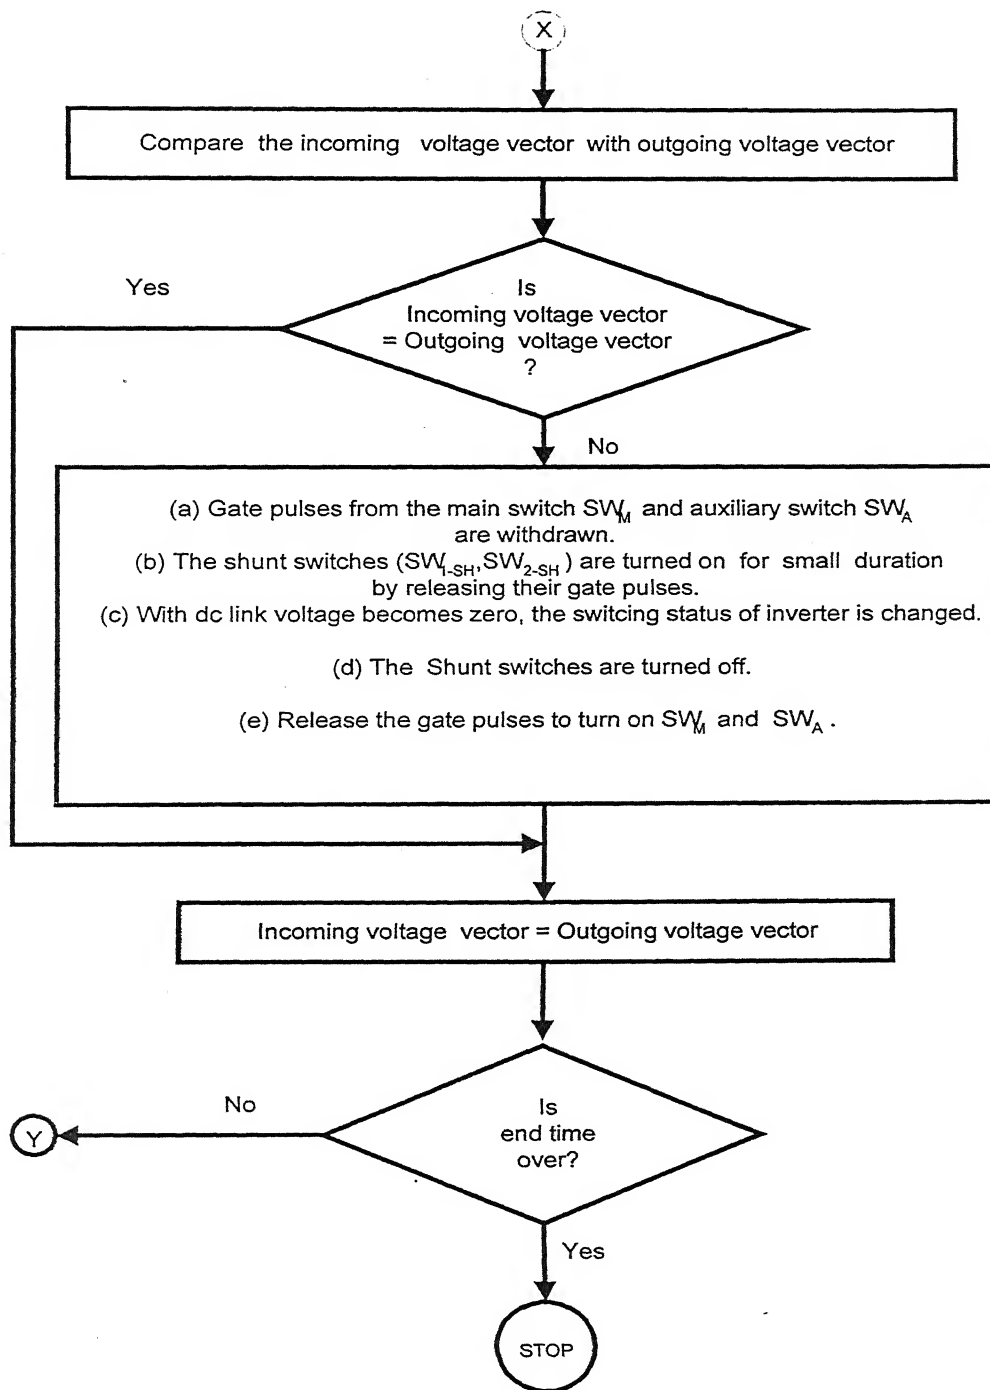 X
Compare the incoming voltage vector with outgoing voltage vector
Yes
Is
Incoming voltage vector
= Outgoing voltage vector
?
No
(a) Gate pulses from the main switch SW_M and auxiliary switch SW_A
are withdrawn.
(b) The shunt switches (SW_1-SH,SW_2-SH) are turned on for small duration
by releasing their gate pulses.
(c) With dc link voltage becomes zero, the switcing status of inverter is changed.
(d) The Shunt switches are turned off.
(e) Release the gate pulses to turn on SW_M and SW_A .
Incoming voltage vector = Outgoing voltage vector
No
Y
Is
end time
over?
Yes
STOP